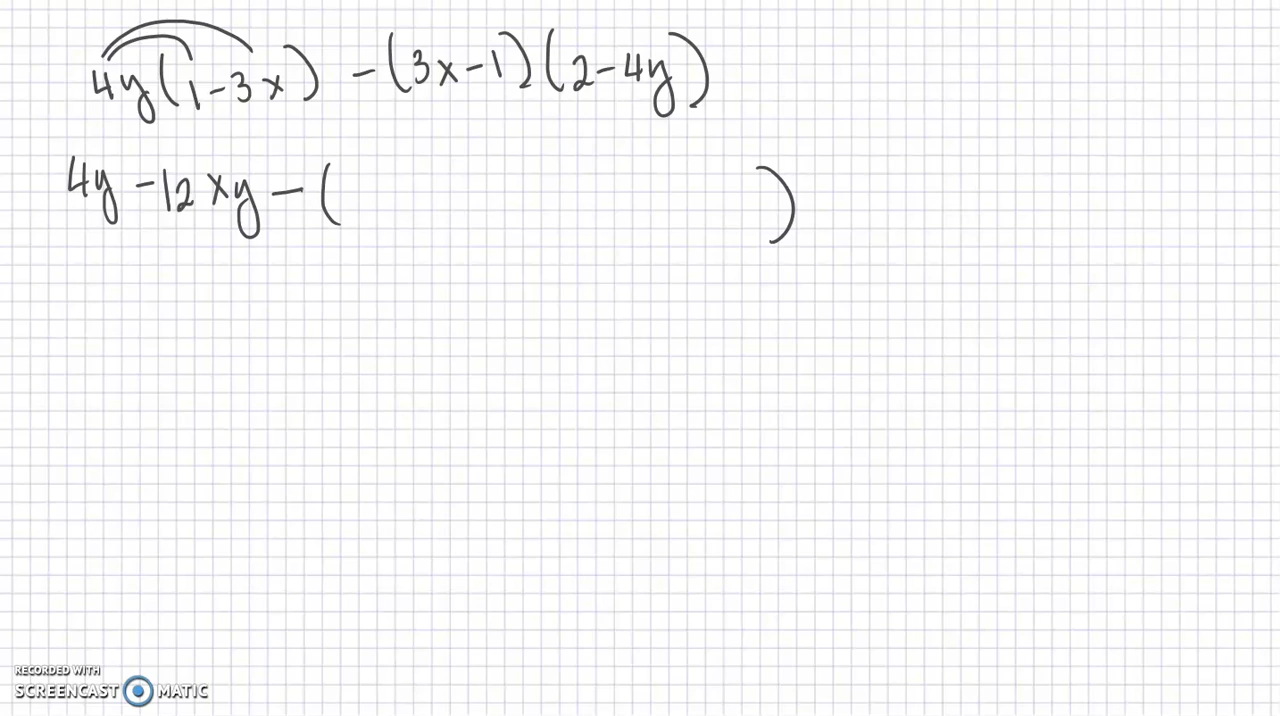 4y(1-3x) -(3x-1)(2-4y)
4y -12xy -( )
RECORDED WITH
SCREENCAST MATIC